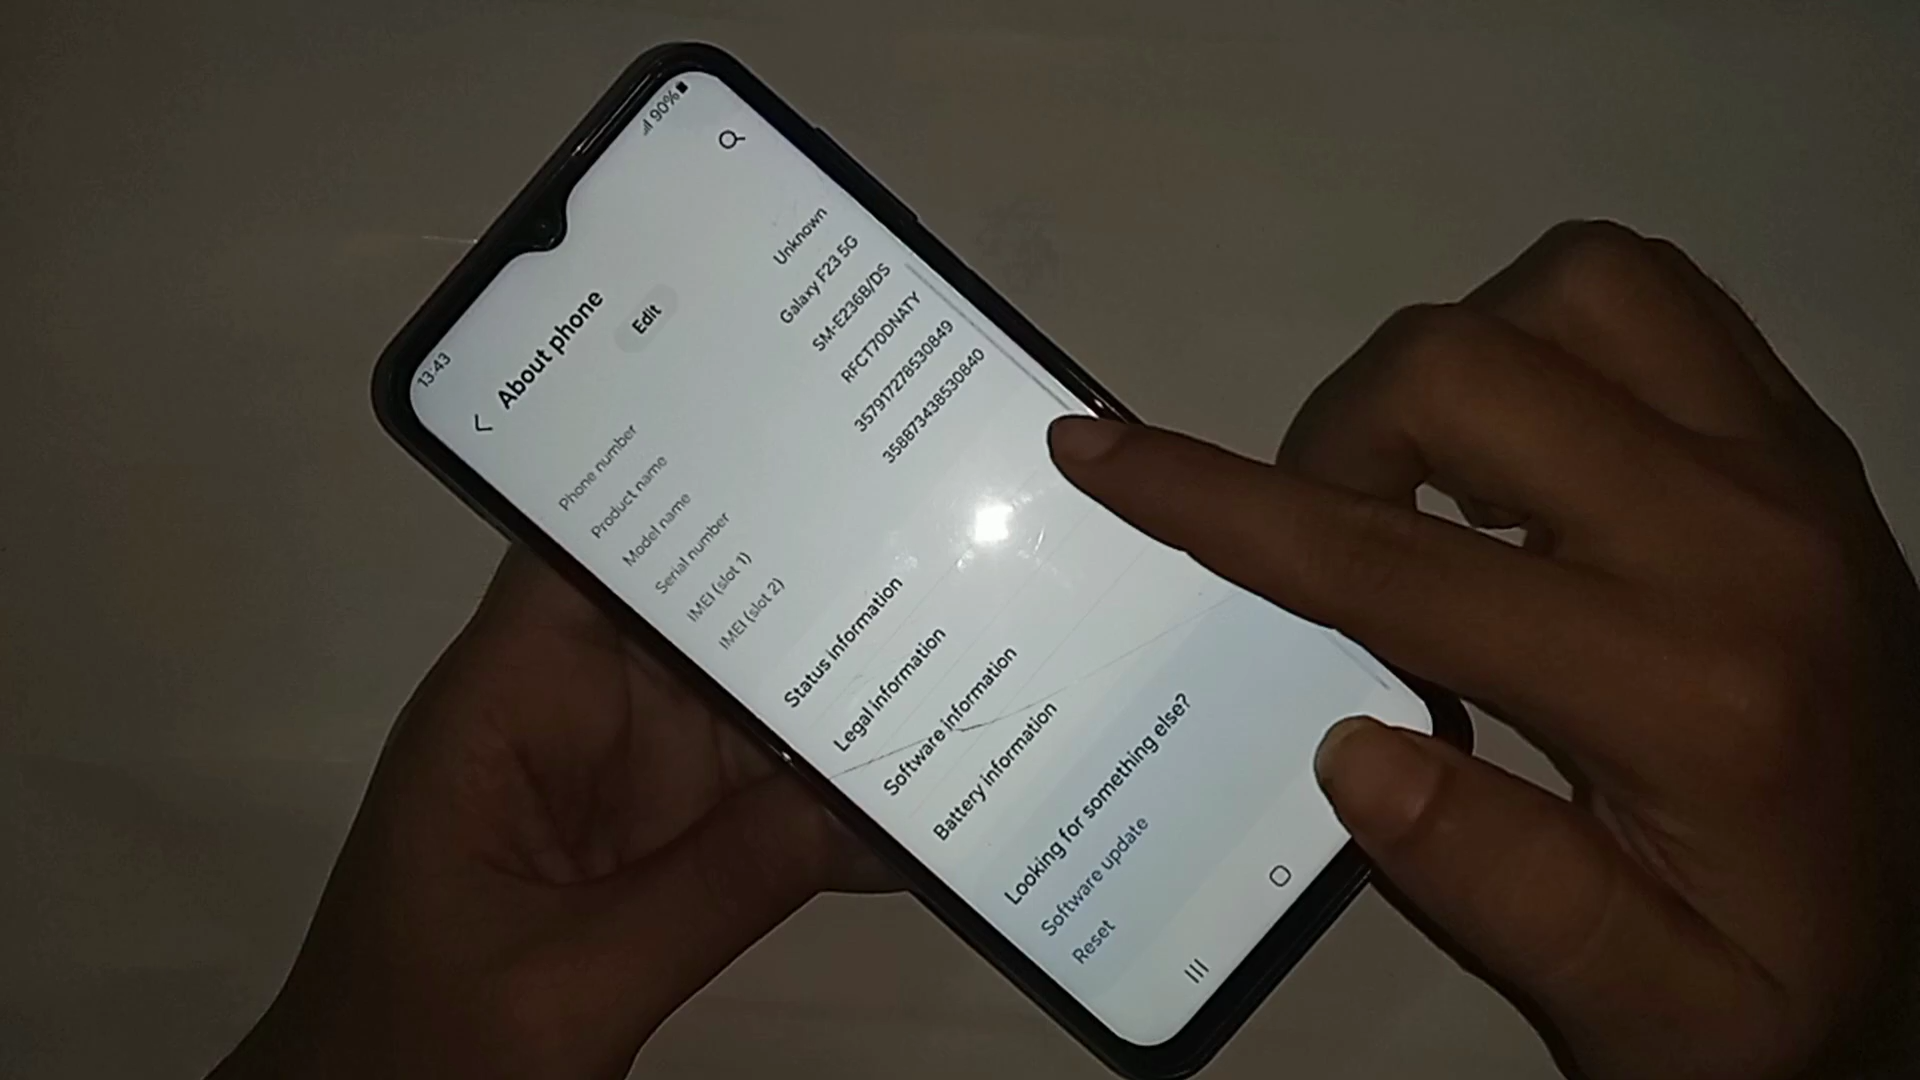 13:43
90%
About phone
Edit
Phone number Unknown
Product name Galaxy F23 5G
Model name SM-E236B/DS
Serial number RFCT70DNATY
IMEI (slot 1) 357917278530849
IMEI (slot 2) 358873438530840
Status information
Legal information
Software information
Battery information
Looking for something else?
Software update
Reset